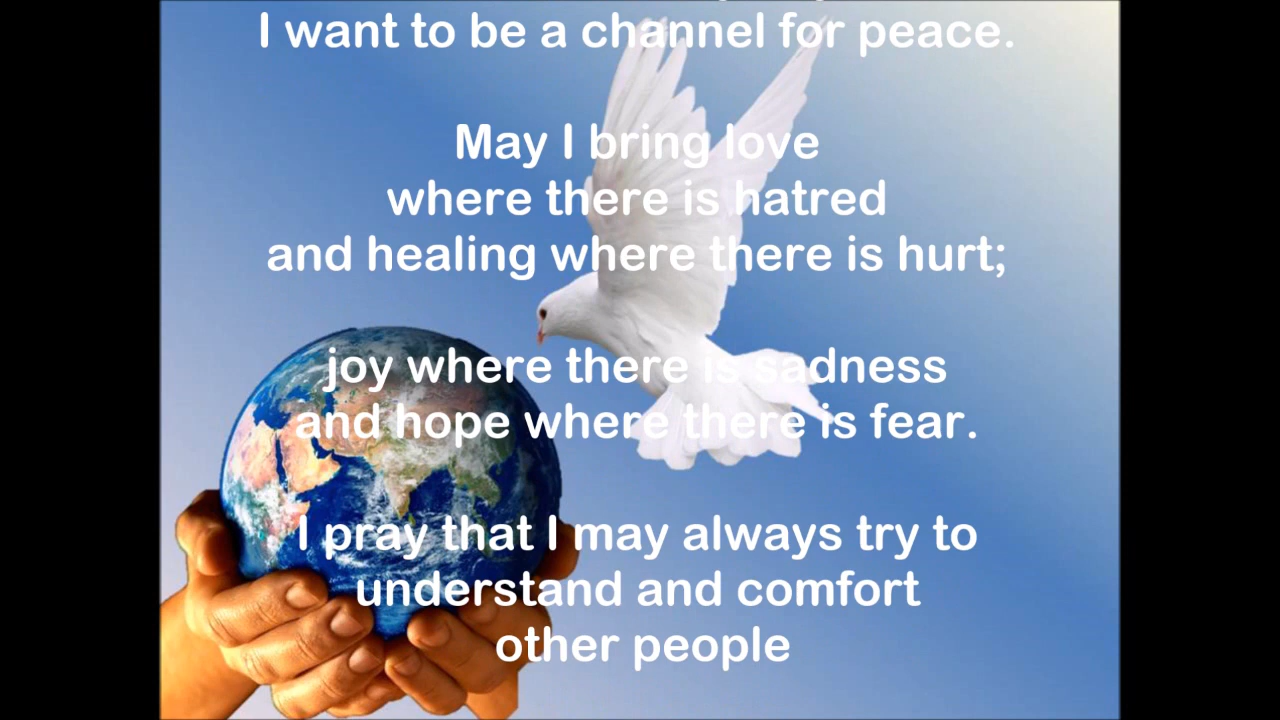 I want to be a channel for peace.
May I bring love
where there is hatred
and healing where there is hurt;
joy where there is sadness
and hope where there is fear.
I pray that I may always try to
understand and comfort
other people